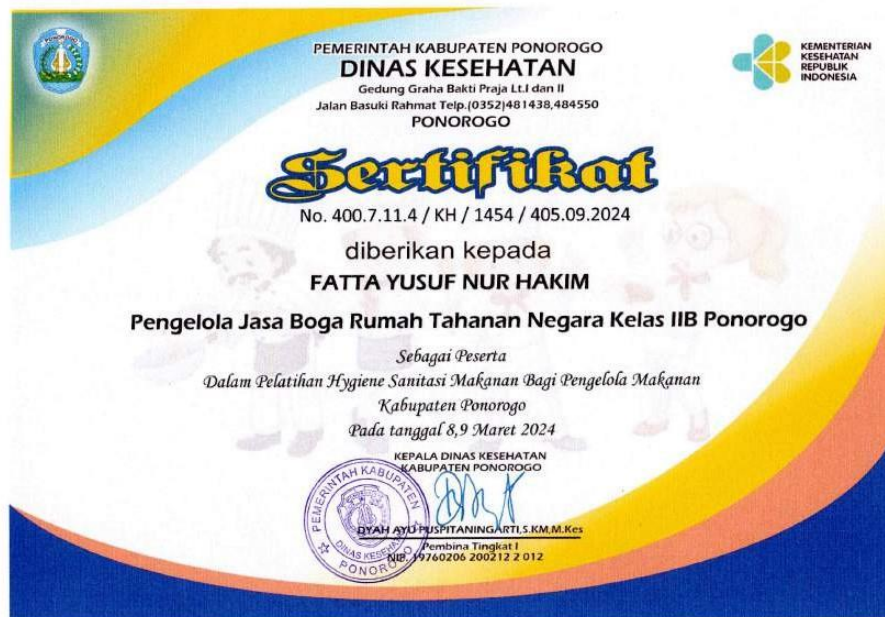 PONOROGO
PEMERINTAH KABUPATEN PONOROGO
DINAS KESEHATAN
Gedung Graha Bakti Praja Lt.I dan II
Jalan Basuki Rahmat Telp.(0352)481438,484550
PONOROGO
KEMENTERIAN
KESEHATAN
REPUBLIK
INDONESIA
Sertifikat
No. 400.7.11.4 / KH / 1454 / 405.09.2024
diberikan kepada
FATTA YUSUF NUR HAKIM
Pengelola Jasa Boga Rumah Tahanan Negara Kelas IIB Ponorogo
Sebagai Peserta
Dalam Pelatihan Hygiene Sanitasi Makanan Bagi Pengelola Makanan
Kabupaten Ponorogo
Pada tanggal 8,9 Maret 2024
KEPALA DINAS KESEHATAN
KABUPATEN PONOROGO
PEMERINTAH KABUPATEN
DINAS KESEHATAN
PONOROGO
DYAH AYU PUSPITANINGARTI,S.KM,M.Kes
Pembina Tingkat I
NIP. 19760206 200212 2 012